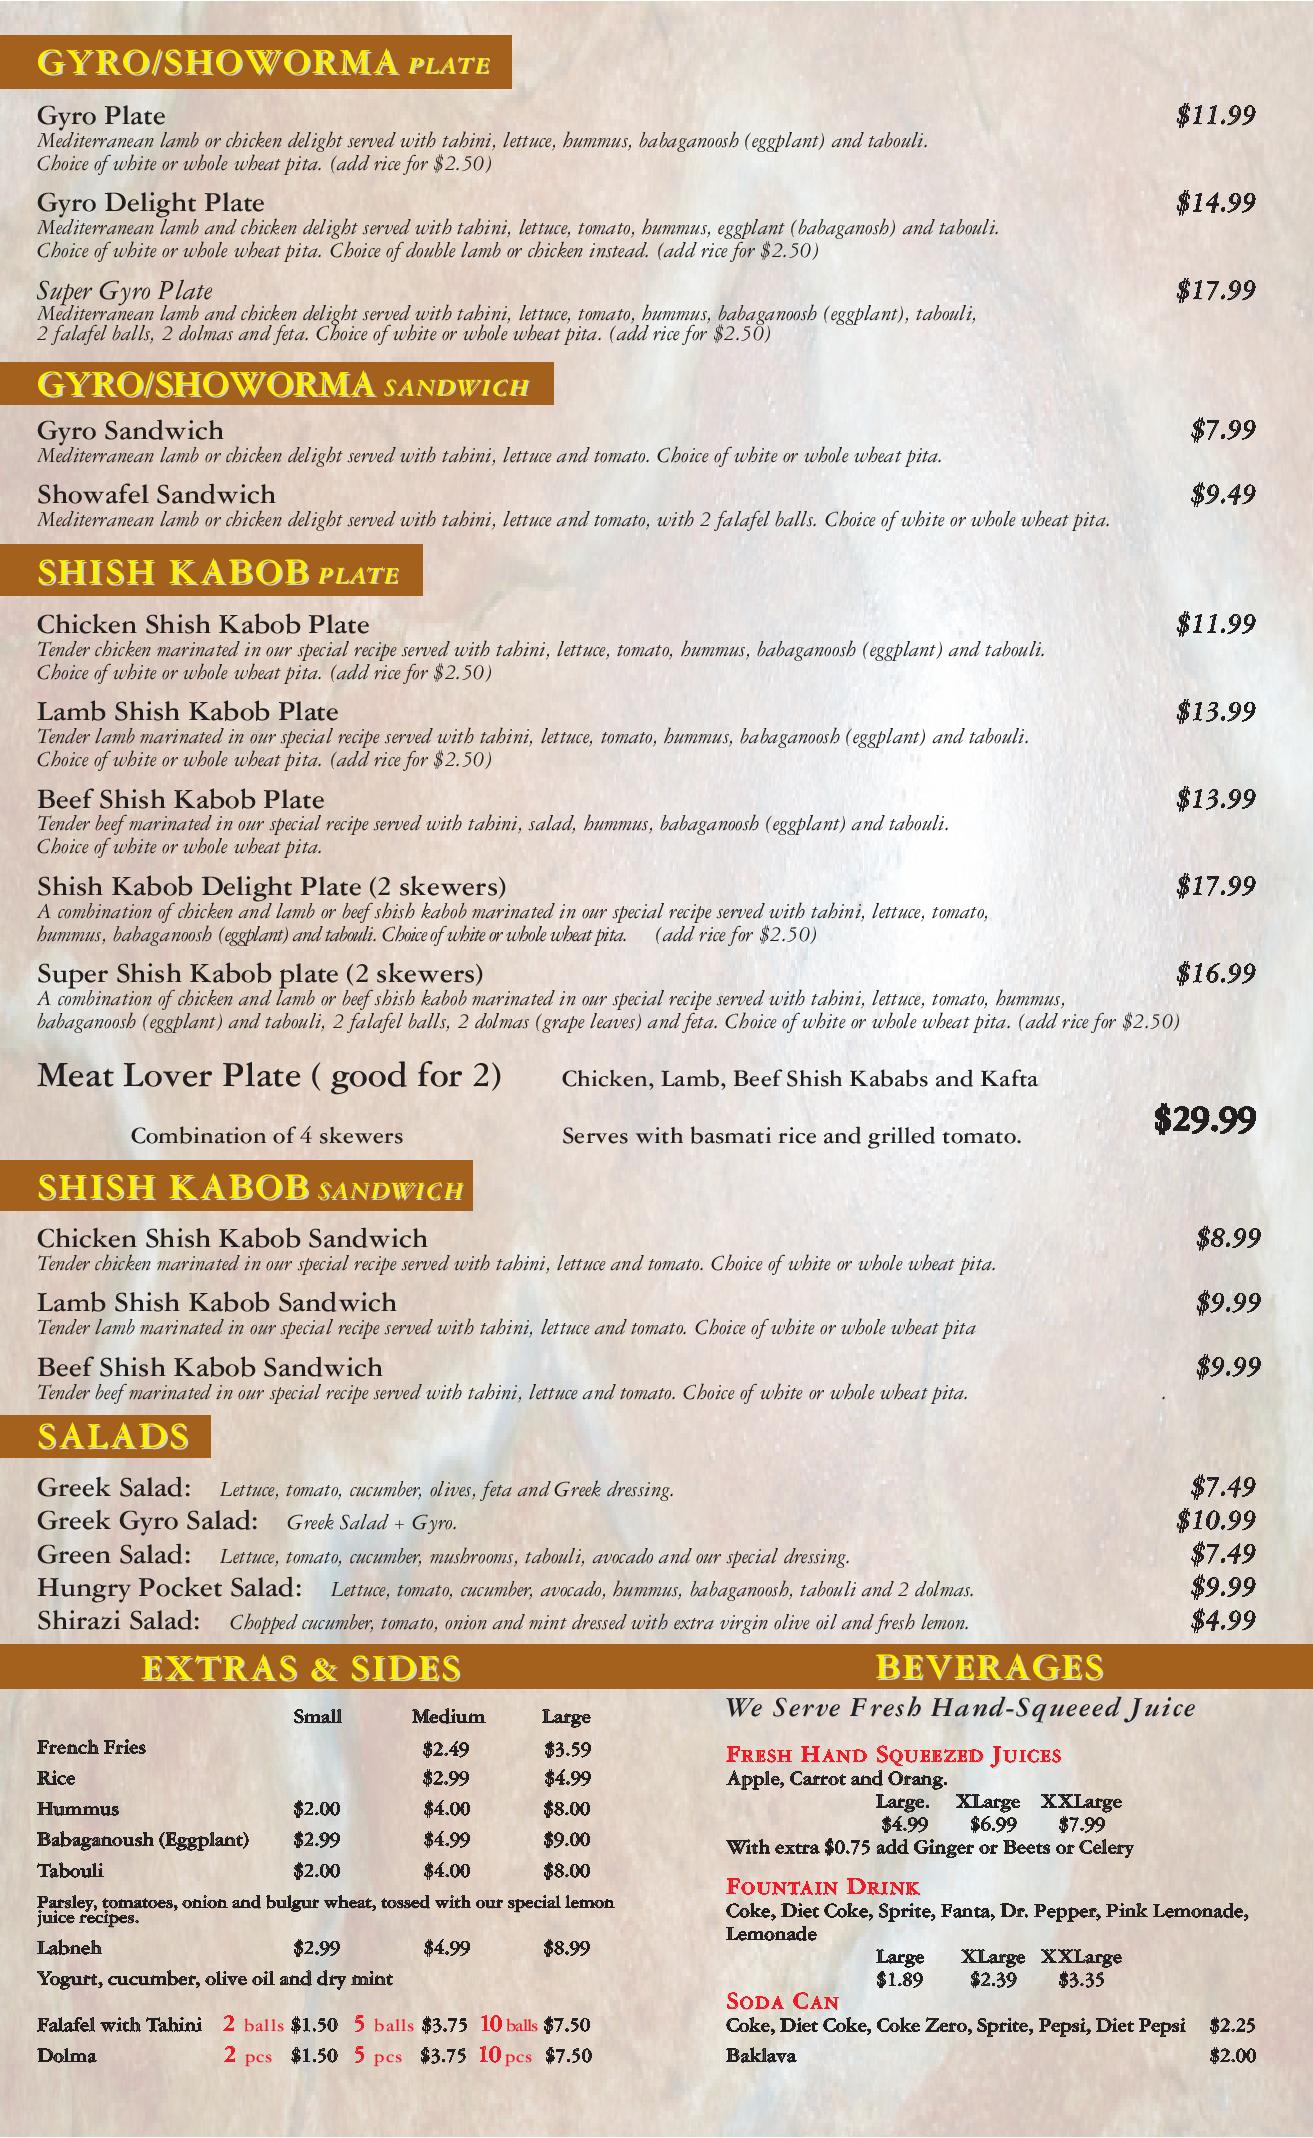 GYRO/SHOWORMA PLATE
Gyro Plate $11.99
Mediterranean lamb or chicken delight served with tahini, lettuce, hummus, babaganoosh (eggplant) and tabouli.
Choice of white or whole wheat pita. (add rice for $2.50)
Gyro Delight Plate $14.99
Mediterranean lamb and chicken delight served with tahini, lettuce, tomato, hummus, eggplant (babaganosh) and tabouli.
Choice of white or whole wheat pita. Choice of double lamb or chicken instead. (add rice for $2.50)
Super Gyro Plate $17.99
Mediterranean lamb and chicken delight served with tahini, lettuce, tomato, hummus, babaganoosh (eggplant), tabouli,
2 falafel balls, 2 dolmas and feta. Choice of white or whole wheat pita. (add rice for $2.50)
GYRO/SHOWORMA SANDWICH
Gyro Sandwich $7.99
Mediterranean lamb or chicken delight served with tahini, lettuce and tomato. Choice of white or whole wheat pita.
Showafel Sandwich $9.49
Mediterranean lamb or chicken delight served with tahini, lettuce and tomato, with 2 falafel balls. Choice of white or whole wheat pita.
SHISH KABOB PLATE
Chicken Shish Kabob Plate $11.99
Tender chicken marinated in our special recipe served with tahini, lettuce, tomato, hummus, babaganoosh (eggplant) and tabouli.
Choice of white or whole wheat pita. (add rice for $2.50)
Lamb Shish Kabob Plate $13.99
Tender lamb marinated in our special recipe served with tahini, lettuce, tomato, hummus, babaganoosh (eggplant) and tabouli.
Choice of white or whole wheat pita. (add rice for $2.50)
Beef Shish Kabob Plate $13.99
Tender beef marinated in our special recipe served with tahini, salad, hummus, babaganoosh (eggplant) and tabouli.
Choice of white or whole wheat pita.
Shish Kabob Delight Plate (2 skewers) $17.99
A combination of chicken and lamb or beef shish kabob marinated in our special recipe served with tahini, lettuce, tomato,
hummus, babaganoosh (eggplant) and tabouli. Choice of white or whole wheat pita. (add rice for $2.50)
Super Shish Kabob plate (2 skewers) $16.99
A combination of chicken and lamb or beef shish kabob marinated in our special recipe served with tahini, lettuce, tomato, hummus,
babaganoosh (eggplant) and tabouli, 2 falafel balls, 2 dolmas (grape leaves) and feta. Choice of white or whole wheat pita. (add rice for $2.50)
Meat Lover Plate ( good for 2) Chicken, Lamb, Beef Shish Kababs and Kafta
$29.99
Combination of 4 skewers Serves with basmati rice and grilled tomato.
SHISH KABOB SANDWICH
Chicken Shish Kabob Sandwich $8.99
Tender chicken marinated in our special recipe served with tahini, lettuce and tomato. Choice of white or whole wheat pita.
Lamb Shish Kabob Sandwich $9.99
Tender lamb marinated in our special recipe served with tahini, lettuce and tomato. Choice of white or whole wheat pita
Beef Shish Kabob Sandwich $9.99
Tender beef marinated in our special recipe served with tahini, lettuce and tomato. Choice of white or whole wheat pita. .
SALADS
Greek Salad: Lettuce, tomato, cucumber, olives, feta and Greek dressing. $7.49
Greek Gyro Salad: Greek Salad + Gyro. $10.99
Green Salad: Lettuce, tomato, cucumber, mushrooms, tabouli, avocado and our special dressing. $7.49
Hungry Pocket Salad: Lettuce, tomato, cucumber, avocado, hummus, babaganoosh, tabouli and 2 dolmas. $9.99
Shirazi Salad: Chopped cucumber, tomato, onion and mint dressed with extra virgin olive oil and fresh lemon. $4.99
EXTRAS & SIDES
Small Medium Large
French Fries $2.49 $3.59
Rice $2.99 $4.99
Hummus $2.00 $4.00 $8.00
Babaganoush (Eggplant) $2.99 $4.99 $9.00
Tabouli $2.00 $4.00 $8.00
Parsley, tomatoes, onion and bulgur wheat, tossed with our special lemon
juice recipes.
Labneh $2.99 $4.99 $8.99
Yogurt, cucumber, olive oil and dry mint
Falafel with Tahini 2 balls $1.50 5 balls $3.75 10 balls $7.50
Dolma 2 pcs $1.50 5 pcs $3.75 10 pcs $7.50
BEVERAGES
We Serve Fresh Hand-Squeeed Juice
FRESH HAND SQUEEZED JUICES
Apple, Carrot and Orang.
Large. XLarge XXLarge
$4.99 $6.99 $7.99
With extra $0.75 add Ginger or Beets or Celery
FOUNTAIN DRINK
Coke, Diet Coke, Sprite, Fanta, Dr. Pepper, Pink Lemonade,
Lemonade
Large XLarge XXLarge
$1.89 $2.39 $3.35
SODA CAN
Coke, Diet Coke, Coke Zero, Sprite, Pepsi, Diet Pepsi $2.25
Baklava $2.00